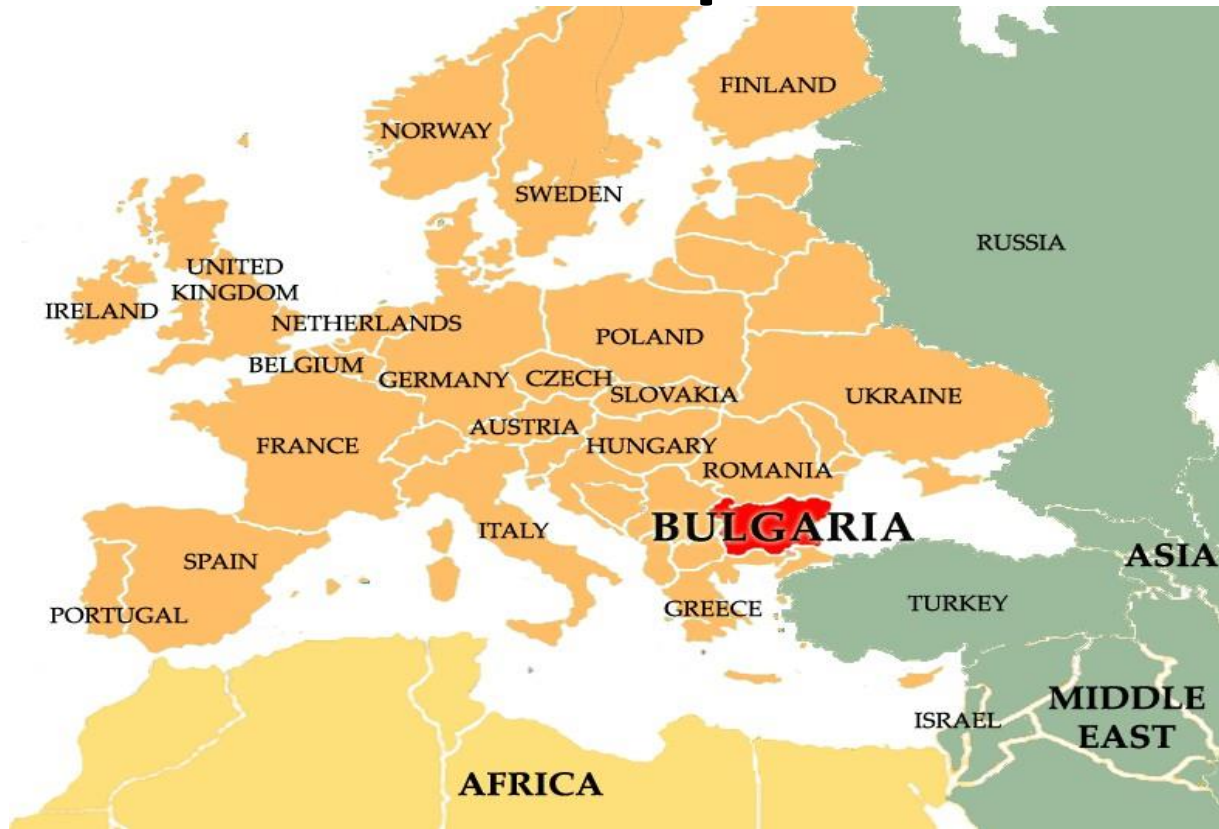 FINLAND
NORWAY
SWEDEN
RUSSIA
UNITED
KINGDOM
IRELAND
NETHERLANDS
POLAND
BELGIUM
GERMANY
CZECH
SLOVAKIA
UKRAINE
AUSTRIA
FRANCE
HUNGARY
ROMANIA
ITALY
BULGARIA
ASIA
SPAIN
PORTUGAL
GREECE
TURKEY
MIDDLE
EAST
ISRAEL
AFRICA